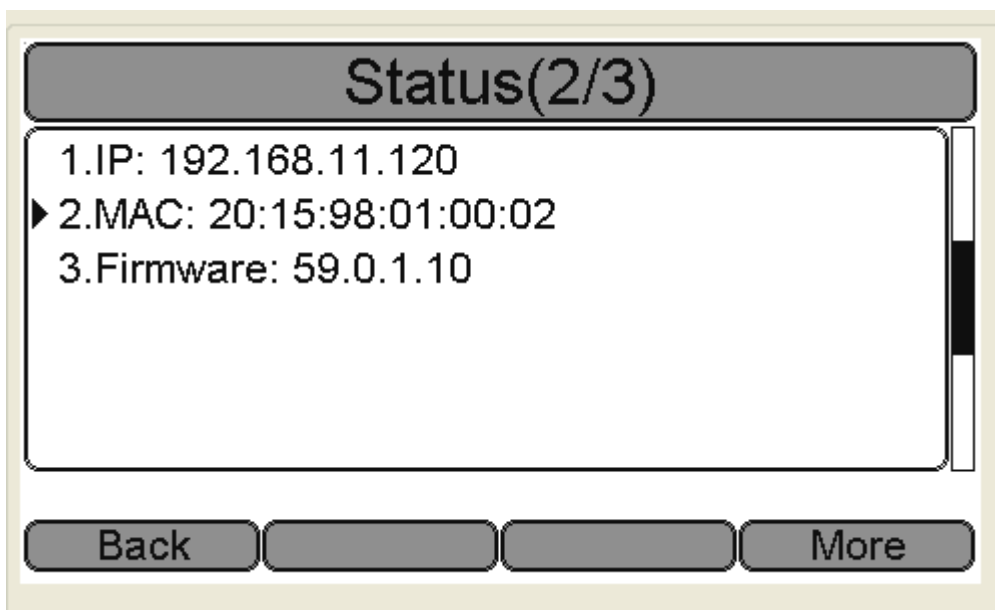 Status(2/3)
1.IP: 192.168.11.120
2.MAC: 20:15:98:01:00:02
3.Firmware: 59.0.1.10
Back More